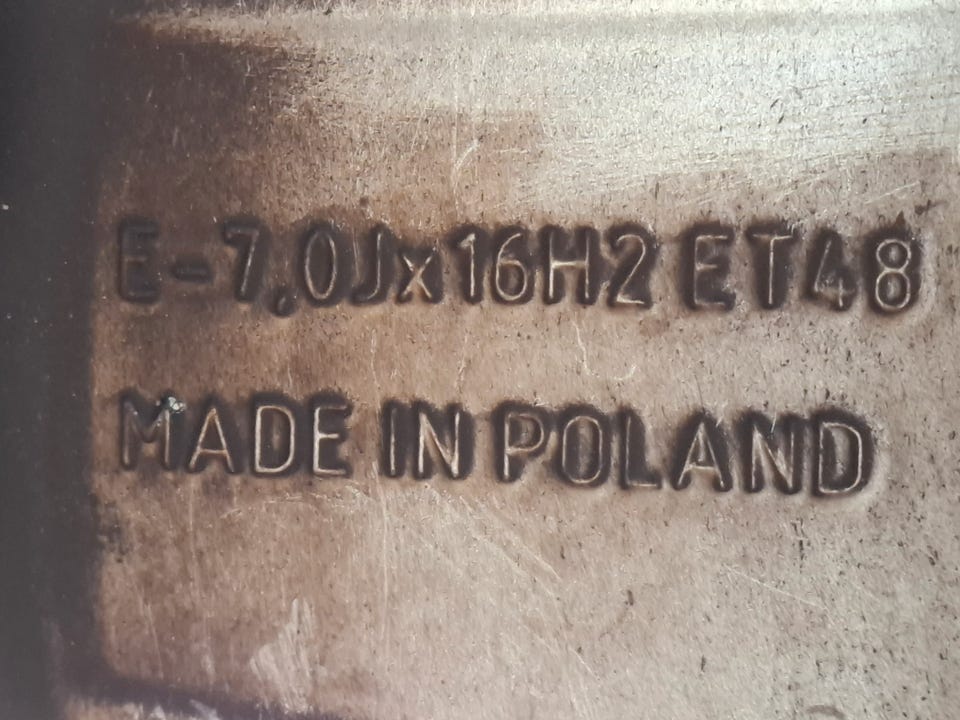 E-7,0Jx16H2 ET48
MADE IN POLAND